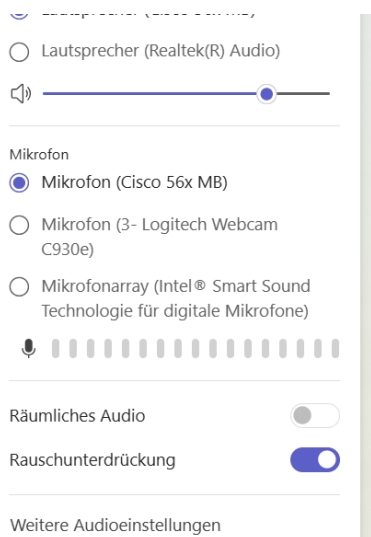 Lautsprecher (Realtek(R) Audio)
Mikrofon
Mikrofon (Cisco 56x MB)
Mikrofon (3- Logitech Webcam
C930e)
Mikrofonarray (Intel® Smart Sound
Technologie für digitale Mikrofone)
Räumliches Audio
Rauschunterdrückung
Weitere Audioeinstellungen